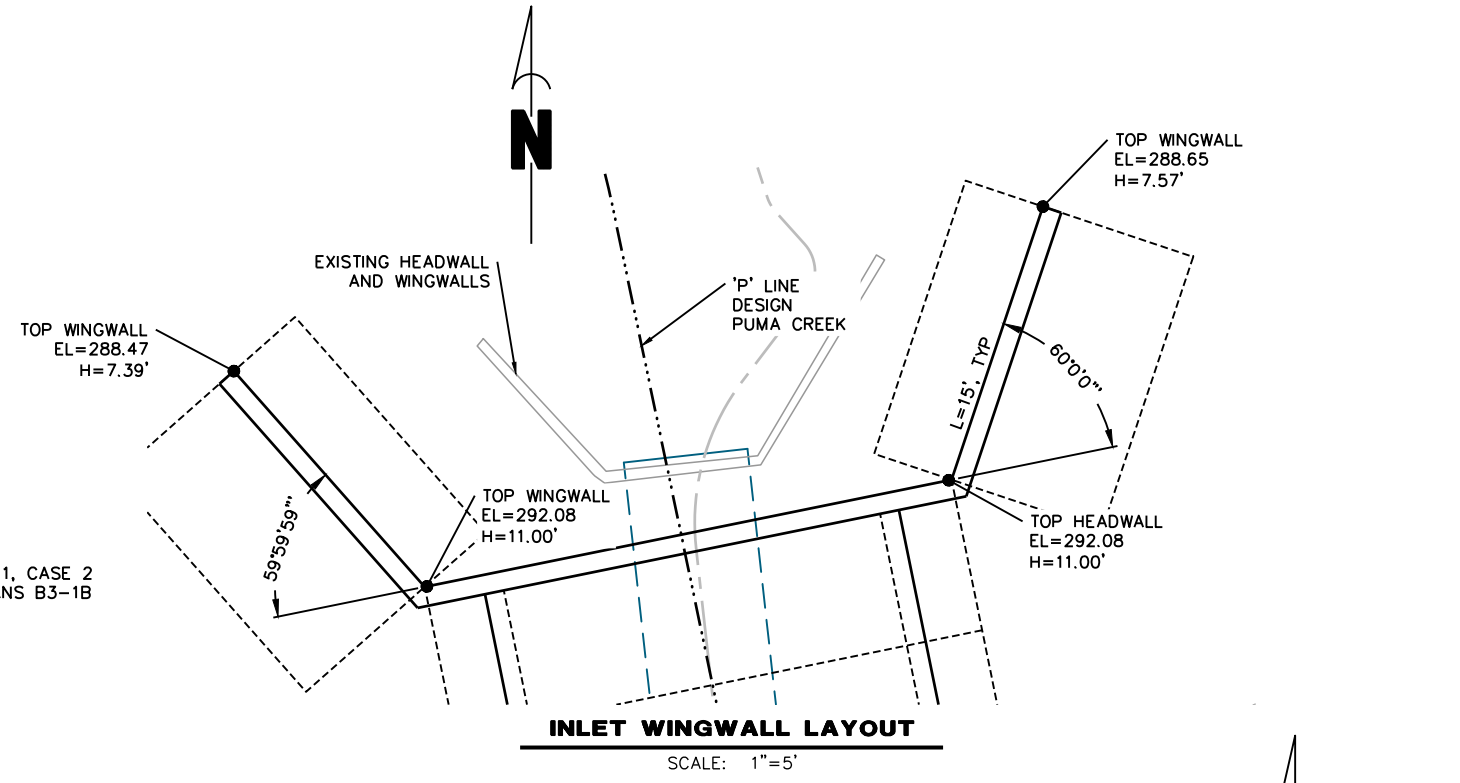 N
TOP WINGWALL
EL=288.65
H=7.57'
EXISTING HEADWALL
AND WINGWALLS
'P' LINE
DESIGN
PUMA CREEK
TOP WINGWALL
EL=288.47
H=7.39'
L=15', TYP
60°0'0"'
TOP WINGWALL
EL=292.08
H=11.00'
59°59'59"'
TOP HEADWALL
EL=292.08
H=11.00'
1, CASE 2
NS B3-1B
INLET WINGWALL LAYOUT
SCALE: 1"=5'